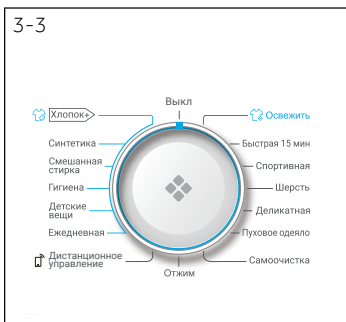 3-3
Выкл
Хлопок+
Освежить
Синтетика
Быстрая 15 мин
Смешанная
стирка
Спортивная
Гигиена
Шерсть
Детские
вещи
Деликатная
Ежедневная
Пуховое одеяло
Дистанционное
управление
Самоочистка
Отжим